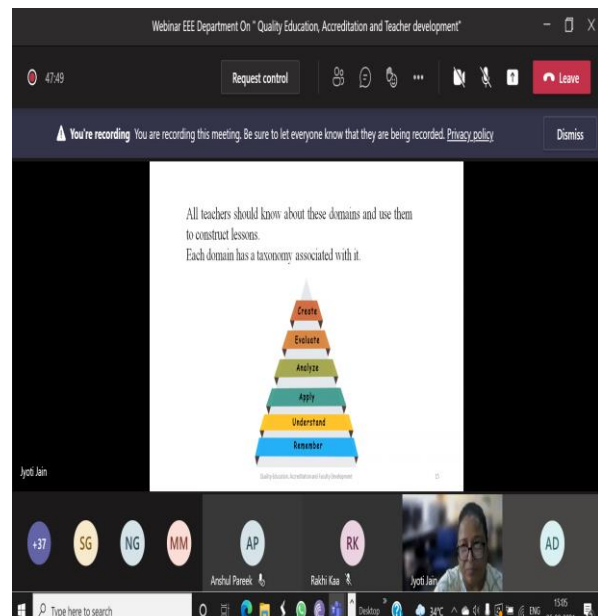 Webinar EEE Department On " Quality Education, Accreditation and Teacher development"
47:49
Request control
Leave
You're recording You are recording this meeting. Be sure to let everyone know that they are being recorded. Privacy policy
Dismiss
All teachers should know about these domains and use them
to construct lessons.
Each domain has a taxonomy associated with it.
Create
Evaluate
Analyze
Apply
Understand
Remember
Quality Education, Accreditation and Faculty Development
Jyoti Jain
+37
SG
NG
MM
AP
RK
AD
Anshul Pareek
Rakhi Kaa
Jyoti Jain
Type here to search
Desktop
34°C
ENG
15:05